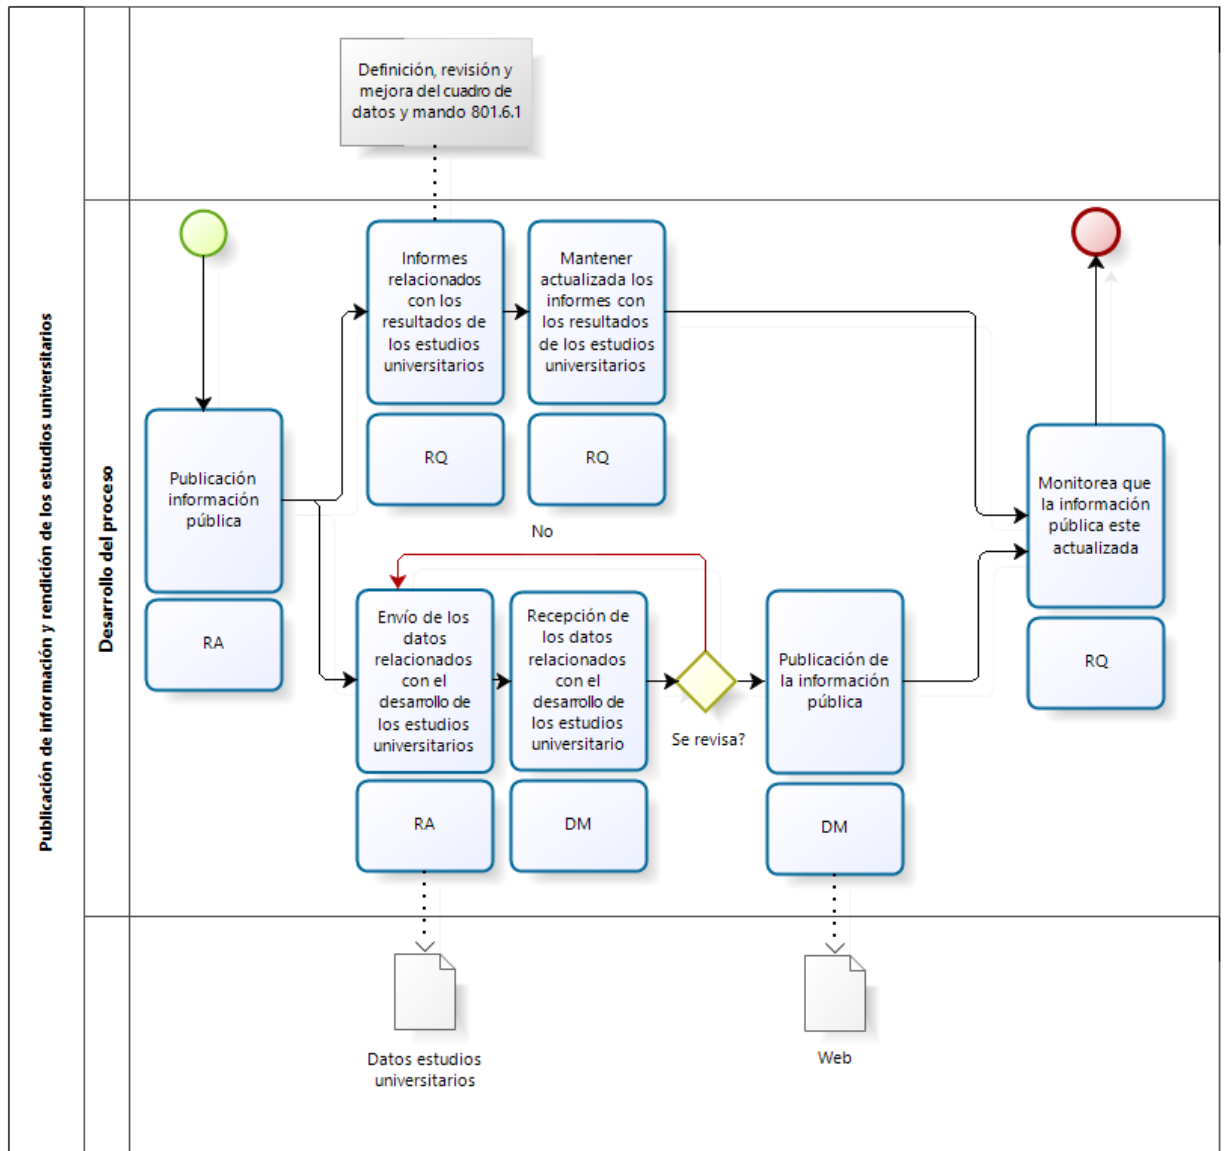 Publicación de información y rendición de los estudios universitarios
Desarrollo del proceso
Definición, revisión y
mejora del cuadro de
datos y mando 801.6.1
Informes
relacionados
con los
resultados de
los estudios
universitarios
RQ
Mantener
actualizada los
informes con
los resultados
de los estudios
universitarios
RQ
Publicación
información
pública
RA
No
Envío de los
datos
relacionados
con el
desarrollo de
los estudios
universitarios
RA
Recepción de
los datos
relacionados
con el
desarrollo de
los estudios
universitario
DM
Se revisa?
Publicación de
la información
pública
DM
Monitorea que
la información
pública este
actualizada
RQ
Datos estudios
universitarios
Web